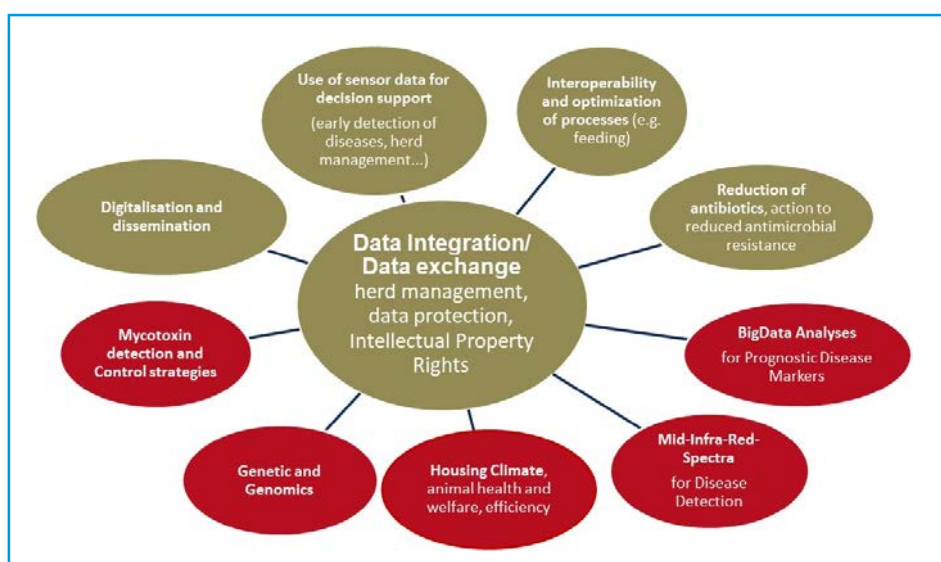 Use of sensor data for
decision support
(early detection of
diseases, herd
management...)
Interoperability
and optimization
of processes (e.g.
feeding)
Digitalisation and
dissemination
Reduction of
antibiotics, action to
reduced antimicrobial
resistance
Data Integration/
Data exchange
herd management,
data protection,
Intellectual Property
Rights
Mycotoxin
detection and
Control strategies
BigData Analyses
for Prognostic Disease
Markers
Genetic and
Genomics
Housing Climate,
animal health and
welfare, efficiency
Mid-Infra-Red-
Spectra
for Disease
Detection